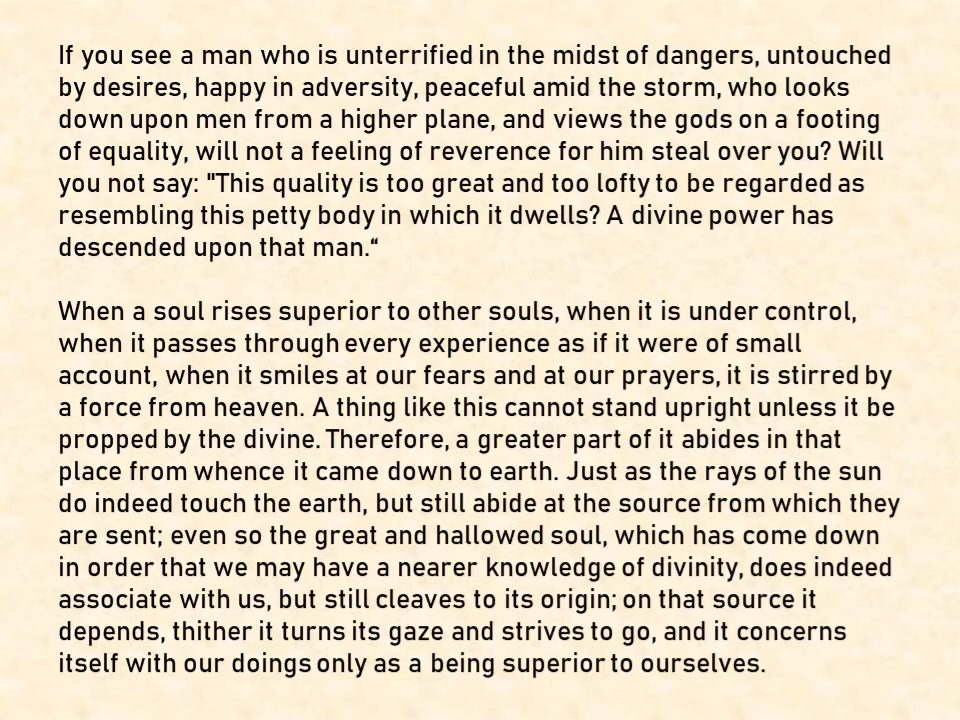 If you see a man who is unterrified in the midst of dangers, untouched
by desires, happy in adversity, peaceful amid the storm, who looks
down upon men from a higher plane, and views the gods on a footing
of equality, will not a feeling of reverence for him steal over you? Will
you not say: "This quality is too great and too lofty to be regarded as
resembling this petty body in which it dwells? A divine power has
descended upon that man.“
When a soul rises superior to other souls, when it is under control,
when it passes through every experience as if it were of small
account, when it smiles at our fears and at our prayers, it is stirred by
a force from heaven. A thing like this cannot stand upright unless it be
propped by the divine. Therefore, a greater part of it abides in that
place from whence it came down to earth. Just as the rays of the sun
do indeed touch the earth, but still abide at the source from which they
are sent; even so the great and hallowed soul, which has come down
in order that we may have a nearer knowledge of divinity, does indeed
associate with us, but still cleaves to its origin; on that source it
depends, thither it turns its gaze and strives to go, and it concerns
itself with our doings only as a being superior to ourselves.